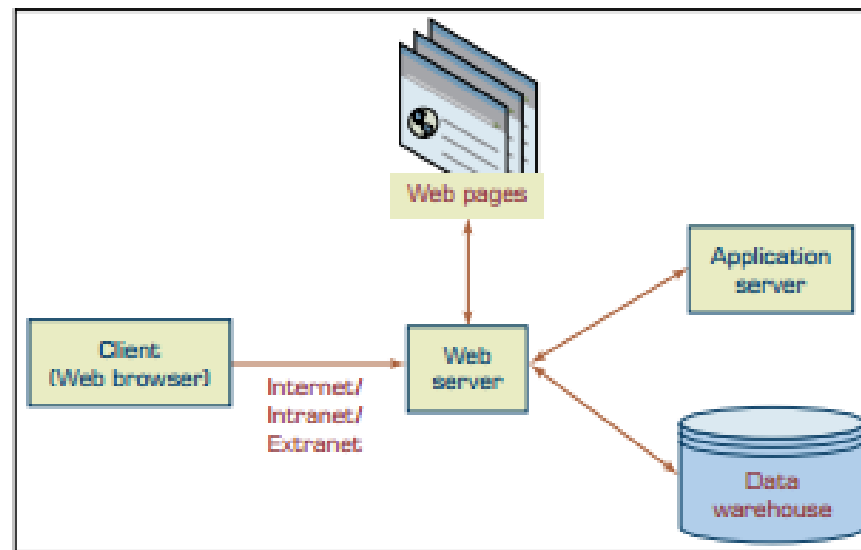 Web pages
Application
server
Client
(Web browser)
Web
server
Internet/
Intranet/
Extranet
Data
warehouse